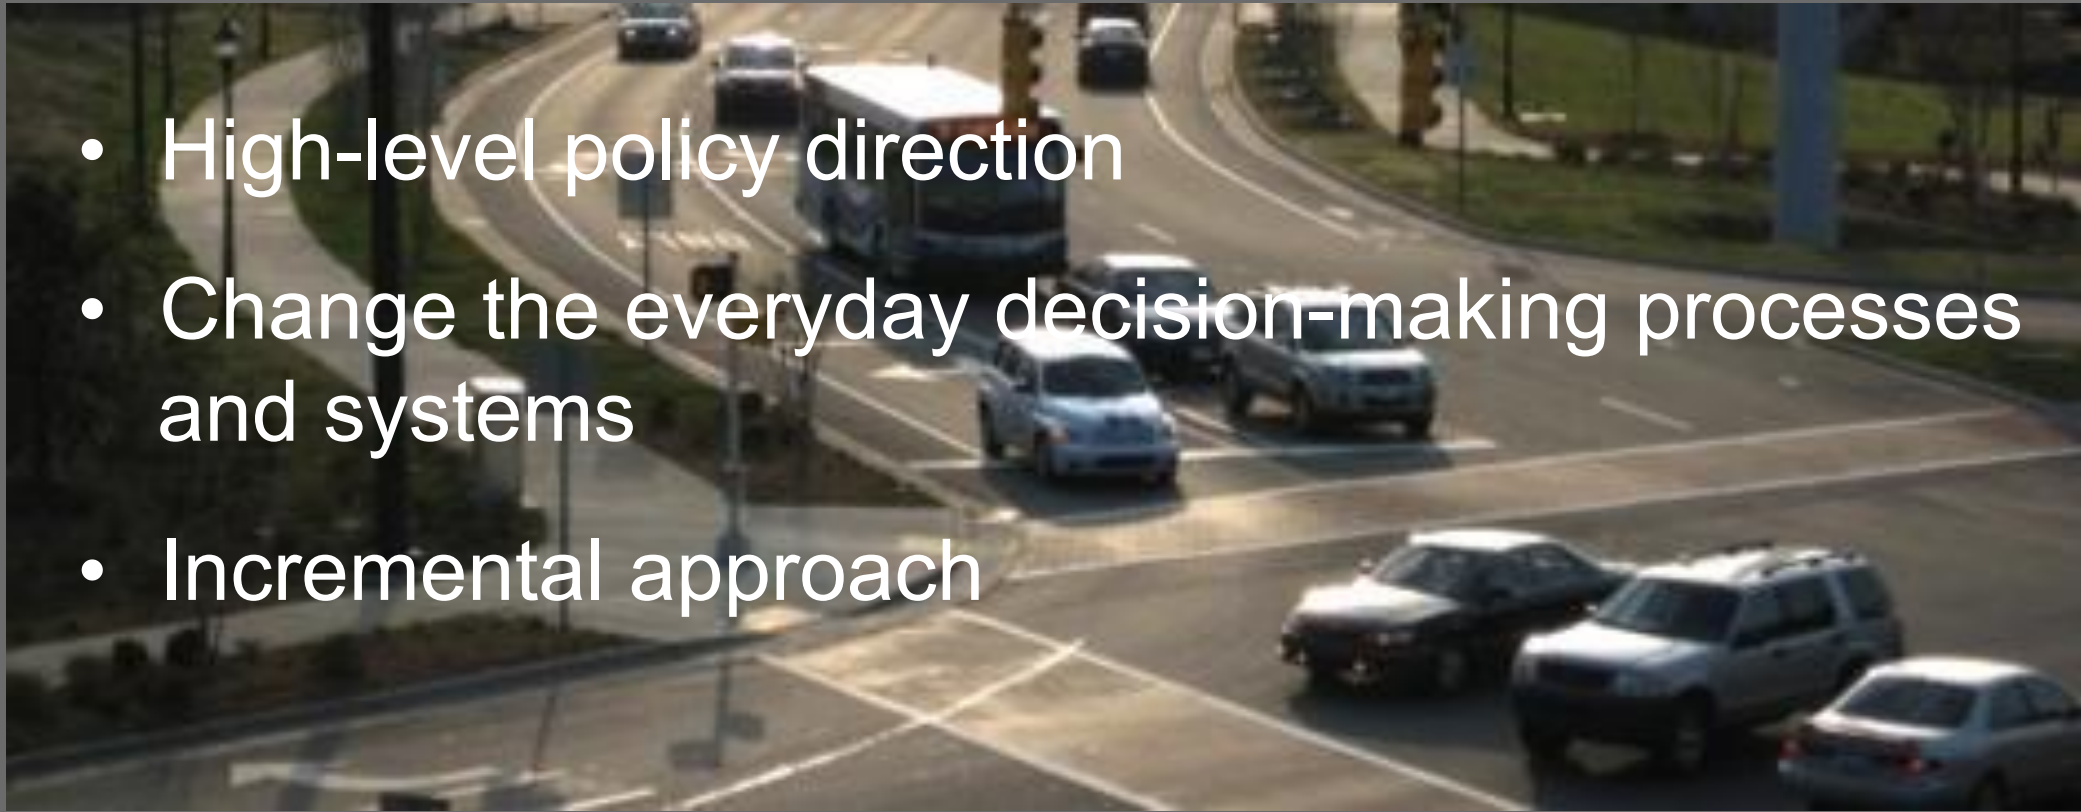 • High-level policy direction
• Change the everyday decision-making processes
and systems
• Incremental approach